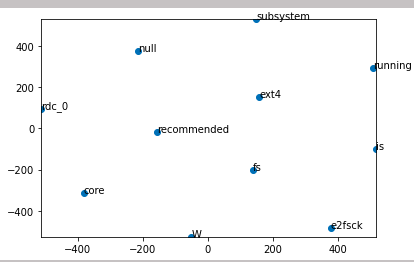 subsystem
400
null
running
200
ext4
rdc_0
0
recommended
is
-200
fs
core
-400
e2fsck
W
-400 -200 0 200 400